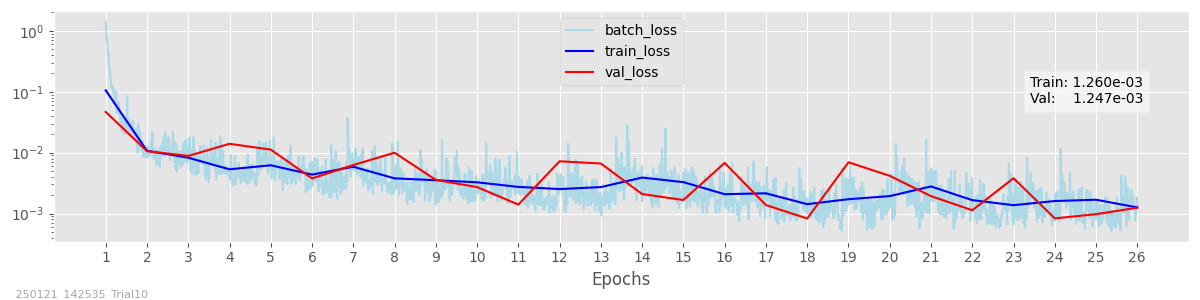 batch_loss
train_loss
val_loss
Train: 1.260e-03
Val: 1.247e-03
10⁰
10⁻¹
10⁻²
10⁻³
1 2 3 4 5 6 7 8 9 10 11 12 13 14 15 16 17 18 19 20 21 22 23 24 25 26
Epochs
250121_142535_Trial10